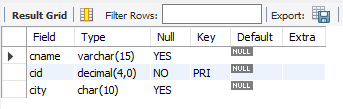 Result Grid Filter Rows: Export:
Field Type Null Key Default Extra
cname varchar(15) YES NULL
cid decimal(4,0) NO PRI NULL
city char(10) YES NULL